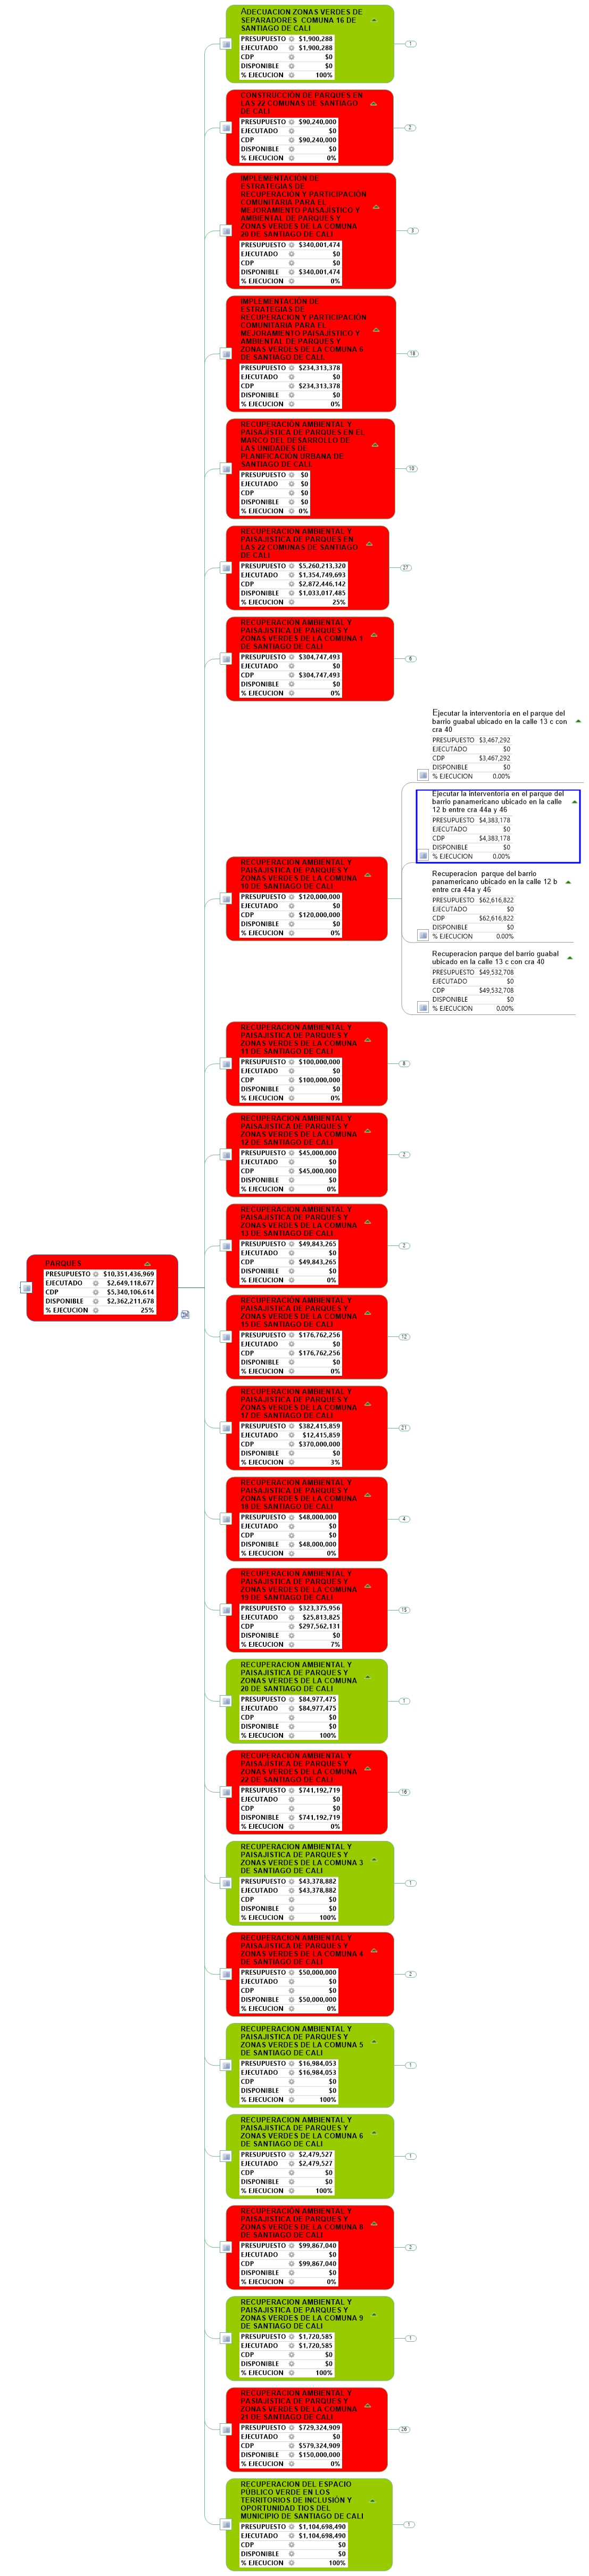 ADECUACION ZONAS VERDES DE
SEPARADORES COMUNA 16 DE
SANTIAGO DE CALI
PRESUPUESTO $1,900,288
EJECUTADO $1,900,288
CDP $0
DISPONIBLE $0
% EJECUCION 100%
1
CONSTRUCCIÓN DE PARQUES EN
LAS 22 COMUNAS DE SANTIAGO
DE CALI
PRESUPUESTO $90,240,000
EJECUTADO $0
CDP $90,240,000
DISPONIBLE $0
% EJECUCION 0%
2
IMPLEMENTACIÓN DE
ESTRATEGIAS DE
RECUPERACIÓN Y PARTICIPACIÓN
COMUNITARIA PARA EL
MEJORAMIENTO PAISAJÍSTICO Y
AMBIENTAL DE PARQUES Y
ZONAS VERDES DE LA COMUNA
20 DE SANTIAGO DE CALI
PRESUPUESTO $340,001,474
EJECUTADO $0
CDP $0
DISPONIBLE $340,001,474
% EJECUCION 0%
3
IMPLEMENTACIÓN DE
ESTRATEGIAS DE
RECUPERACIÓN Y PARTICIPACIÓN
COMUNITARIA PARA EL
MEJORAMIENTO PAISAJÍSTICO Y
AMBIENTAL DE PARQUES Y
ZONAS VERDES DE LA COMUNA 6
DE SANTIAGO DE CALI.
PRESUPUESTO $234,313,378
EJECUTADO $0
CDP $234,313,378
DISPONIBLE $0
% EJECUCION 0%
18
RECUPERACIÓN AMBIENTAL Y
PAISAJÍSTICA DE PARQUES EN EL
MARCO DEL DESARROLLO DE
LAS UNIDADES DE
PLANIFICACIÓN URBANA DE
SANTIAGO DE CALI.
PRESUPUESTO $0
EJECUTADO $0
CDP $0
DISPONIBLE $0
% EJECUCION 0%
10
RECUPERACION AMBIENTAL Y
PAISAJISTICA DE PARQUES EN
LAS 22 COMUNAS DE SANTIAGO
DE CALI
PRESUPUESTO $5,260,213,320
EJECUTADO $1,354,749,693
CDP $2,872,446,142
DISPONIBLE $1,033,017,485
% EJECUCION 25%
27
RECUPERACION AMBIENTAL Y
PAISAJISTICA DE PARQUES Y
ZONAS VERDES DE LA COMUNA 1
DE SANTIAGO DE CALI
PRESUPUESTO $304,747,493
EJECUTADO $0
CDP $304,747,493
DISPONIBLE $0
% EJECUCION 0%
6
Ejecutar la interventoria en el parque del
barrio guabal ubicado en la calle 13 c con
cra 40
PRESUPUESTO $3,467,292
EJECUTADO $0
CDP $3,467,292
DISPONIBLE $0
% EJECUCION 0.00%
Ejecutar la interventoria en el parque del
barrio panamericano ubicado en la calle
12 b entre cra 44a y 46
PRESUPUESTO $4,383,178
EJECUTADO $0
CDP $4,383,178
DISPONIBLE $0
% EJECUCION 0.00%
Recuperacion parque del barrio
panamericano ubicado en la calle 12 b
entre cra 44a y 46
PRESUPUESTO $62,616,822
EJECUTADO $0
CDP $62,616,822
DISPONIBLE $0
% EJECUCION 0.00%
Recuperacion parque del barrio guabal
ubicado en la calle 13 c con cra 40
PRESUPUESTO $49,532,708
EJECUTADO $0
CDP $49,532,708
DISPONIBLE $0
% EJECUCION 0.00%
RECUPERACION AMBIENTAL Y
PAISAJISTICA DE PARQUES Y
ZONAS VERDES DE LA COMUNA
10 DE SANTIAGO DE CALI
PRESUPUESTO $120,000,000
EJECUTADO $0
CDP $120,000,000
DISPONIBLE $0
% EJECUCION 0%
RECUPERACION AMBIENTAL Y
PAISAJISTICA DE PARQUES Y
ZONAS VERDES DE LA COMUNA
11 DE SANTIAGO DE CALI
PRESUPUESTO $100,000,000
EJECUTADO $0
CDP $100,000,000
DISPONIBLE $0
% EJECUCION 0%
8
RECUPERACION AMBIENTAL Y
PAISAJISTICA DE PARQUES Y
ZONAS VERDES DE LA COMUNA
12 DE SANTIAGO DE CALI
PRESUPUESTO $45,000,000
EJECUTADO $0
CDP $45,000,000
DISPONIBLE $0
% EJECUCION 0%
2
RECUPERACION AMBIENTAL Y
PAISAJISTICA DE PARQUES Y
ZONAS VERDES DE LA COMUNA
13 DE SANTIAGO DE CALI
PRESUPUESTO $49,843,265
EJECUTADO $0
CDP $49,843,265
DISPONIBLE $0
% EJECUCION 0%
2
PARQUES
PRESUPUESTO $10,351,436,969
EJECUTADO $2,649,118,677
CDP $5,340,106,614
DISPONIBLE $2,362,211,678
% EJECUCION 25%
RECUPERACION AMBIENTAL Y
PAISAJISTICA DE PARQUES Y
ZONAS VERDES DE LA COMUNA
15 DE SANTIAGO DE CALI
PRESUPUESTO $176,762,256
EJECUTADO $0
CDP $176,762,256
DISPONIBLE $0
% EJECUCION 0%
12
RECUPERACION AMBIENTAL Y
PAISAJISTICA DE PARQUES Y
ZONAS VERDES DE LA COMUNA
17 DE SANTIAGO DE CALI
PRESUPUESTO $382,415,859
EJECUTADO $12,415,859
CDP $370,000,000
DISPONIBLE $0
% EJECUCION 3%
21
RECUPERACION AMBIENTAL Y
PAISAJISTICA DE PARQUES Y
ZONAS VERDES DE LA COMUNA
18 DE SANTIAGO DE CALI
PRESUPUESTO $48,000,000
EJECUTADO $0
CDP $0
DISPONIBLE $48,000,000
% EJECUCION 0%
4
RECUPERACION AMBIENTAL Y
PAISAJISTICA DE PARQUES Y
ZONAS VERDES DE LA COMUNA
19 DE SANTIAGO DE CALI
PRESUPUESTO $323,375,956
EJECUTADO $25,813,825
CDP $297,562,131
DISPONIBLE $0
% EJECUCION 7%
15
RECUPERACION AMBIENTAL Y
PAISAJISTICA DE PARQUES Y
ZONAS VERDES DE LA COMUNA
20 DE SANTIAGO DE CALI
PRESUPUESTO $84,977,475
EJECUTADO $84,977,475
CDP $0
DISPONIBLE $0
% EJECUCION 100%
1
RECUPERACION AMBIENTAL Y
PAISAJISTICA DE PARQUES Y
ZONAS VERDES DE LA COMUNA
22 DE SANTIAGO DE CALI
PRESUPUESTO $741,192,719
EJECUTADO $0
CDP $0
DISPONIBLE $741,192,719
% EJECUCION 0%
16
RECUPERACION AMBIENTAL Y
PAISAJISTICA DE PARQUES Y
ZONAS VERDES DE LA COMUNA 3
DE SANTIAGO DE CALI
PRESUPUESTO $43,378,882
EJECUTADO $43,378,882
CDP $0
DISPONIBLE $0
% EJECUCION 100%
1
RECUPERACION AMBIENTAL Y
PAISAJISTICA DE PARQUES Y
ZONAS VERDES DE LA COMUNA 4
DE SANTIAGO DE CALI
PRESUPUESTO $50,000,000
EJECUTADO $0
CDP $0
DISPONIBLE $50,000,000
% EJECUCION 0%
2
RECUPERACION AMBIENTAL Y
PAISAJISTICA DE PARQUES Y
ZONAS VERDES DE LA COMUNA 5
DE SANTIAGO DE CALI
PRESUPUESTO $16,984,053
EJECUTADO $16,984,053
CDP $0
DISPONIBLE $0
% EJECUCION 100%
1
RECUPERACION AMBIENTAL Y
PAISAJISTICA DE PARQUES Y
ZONAS VERDES DE LA COMUNA 6
DE SANTIAGO DE CALI
PRESUPUESTO $2,479,527
EJECUTADO $2,479,527
CDP $0
DISPONIBLE $0
% EJECUCION 100%
1
RECUPERACION AMBIENTAL Y
PAISAJISTICA DE PARQUES Y
ZONAS VERDES DE LA COMUNA 8
DE SANTIAGO DE CALI
PRESUPUESTO $99,867,040
EJECUTADO $0
CDP $99,867,040
DISPONIBLE $0
% EJECUCION 0%
2
RECUPERACION AMBIENTAL Y
PAISAJISTICA DE PARQUES Y
ZONAS VERDES DE LA COMUNA 9
DE SANTIAGO DE CALI
PRESUPUESTO $1,720,585
EJECUTADO $1,720,585
CDP $0
DISPONIBLE $0
% EJECUCION 100%
1
RECUPERACION AMBIENTAL Y
PASIAJISTICA DE PARQUES Y
ZONAS VERDES DE LA COMUNA
21 DE SANTIAGO DE CALI
PRESUPUESTO $729,324,909
EJECUTADO $0
CDP $579,324,909
DISPONIBLE $150,000,000
% EJECUCION 0%
26
RECUPERACION DEL ESPACIO
PÚBLICO VERDE EN LOS
TERRITORIOS DE INCLUSIÓN Y
OPORTUNIDAD TIOS DEL
MUNICIPIO DE SANTIAGO DE CALI
PRESUPUESTO $1,104,698,490
EJECUTADO $1,104,698,490
CDP $0
DISPONIBLE $0
% EJECUCION 100%
1